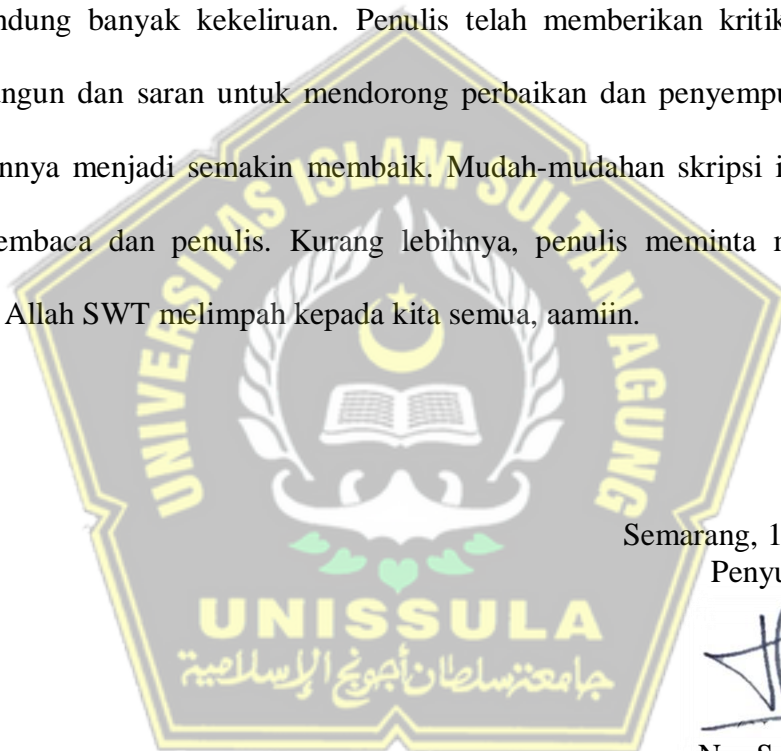 ndung banyak kekeliruan. Penulis telah memberikan kritik
ngun dan saran untuk mendorong perbaikan dan penyempu
nnya menjadi semakin membaik. Mudah-mudahan skripsi i
embaca dan penulis. Kurang lebihnya, penulis meminta
Allah SWT melimpah kepada kita semua, aamiin.
UNIVERSITAS ISLAM SULTAN AGUNG
Semarang, 1
Penyu
UNISSULA
جامعتسلطان أجونج الإسلامية